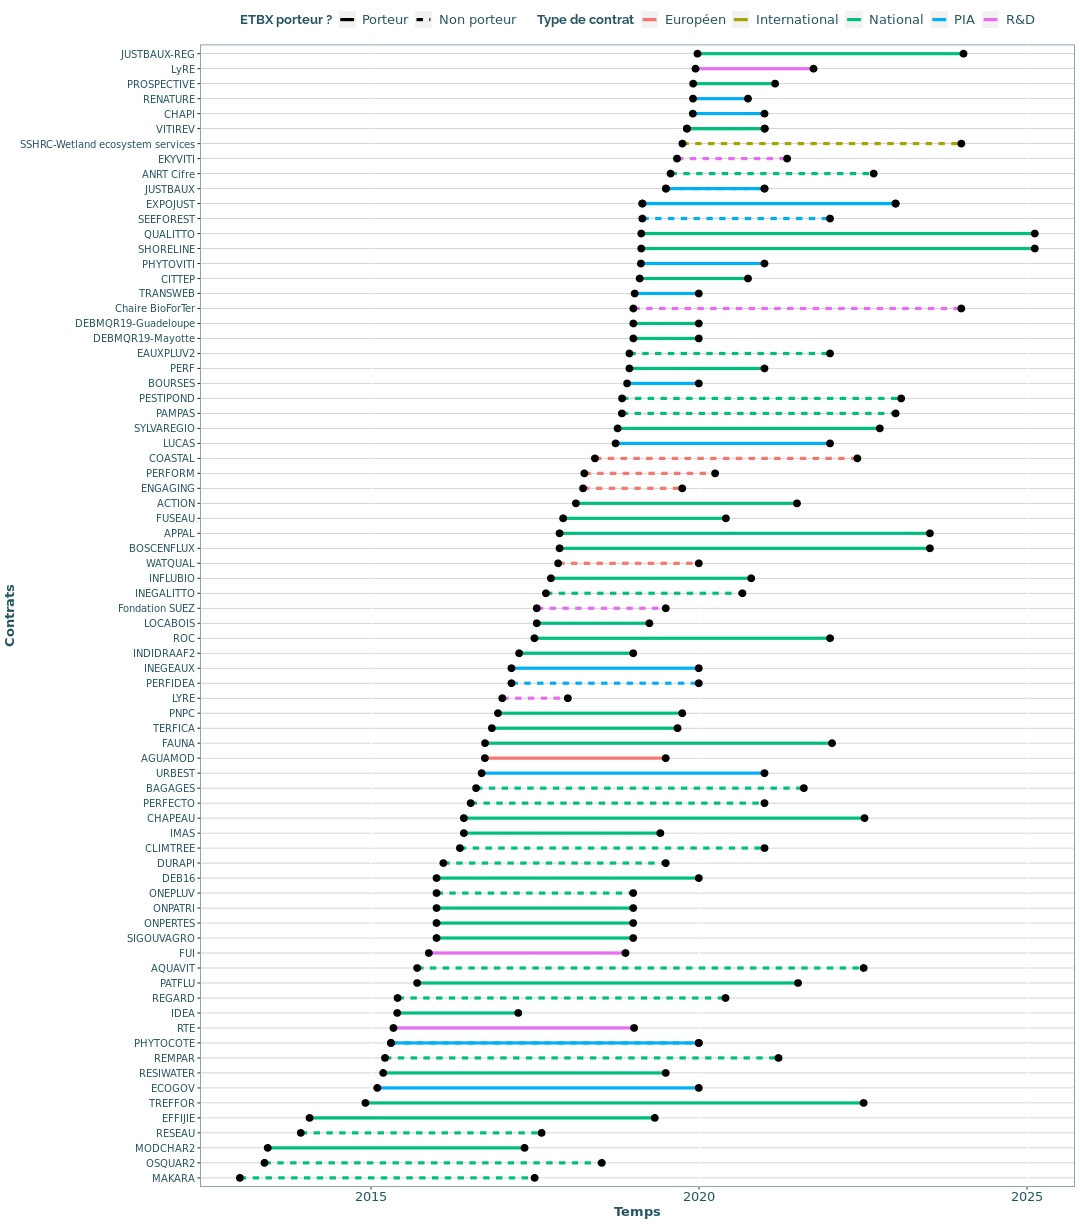 ETBX porteur ? Porteur Non porteur Type de contrat Européen International National PIA R&D
JUSTBAUX-REG
LyRE
PROSPECTIVE
RENATURE
CHAPI
VITIREV
SSHRC-Wetland ecosystem services
EKYVITI
ANRT Cifre
JUSTBAUX
EXPOJUST
SEEFOREST
QUALITTO
SHORELINE
PHYTOVITI
CITTEP
TRANSWEB
Chaire BioForTer
DEBMQR19-Guadeloupe
DEBMQR19-Mayotte
EAUXPLUV2
PERF
BOURSES
PESTIPOND
PAMPAS
SYLVAREGIO
LUCAS
COASTAL
PERFORM
ENGAGING
ACTION
FUSEAU
APPAL
BOSCENFLUX
WATQUAL
INFLUBIO
INEGALITTO
Fondation SUEZ
LOCABOIS
ROC
INDIDRAAF2
INEGEAUX
PERFIDEA
LYRE
PNPC
TERFICA
FAUNA
AGUAMOD
URBEST
BAGAGES
PERFECTO
CHAPEAU
IMAS
CLIMTREE
DURAPI
DEB16
ONEPLUV
ONPATRI
ONPERTES
SIGOUVAGRO
FUI
AQUAVIT
PATFLU
REGARD
IDEA
RTE
PHYTOCOTE
REMPAR
RESIWATER
ECOGOV
TREFFOR
EFFIJIE
RESEAU
MODCHAR2
OSQUAR2
MAKARA
Contrats
2015 2020 2025
Temps